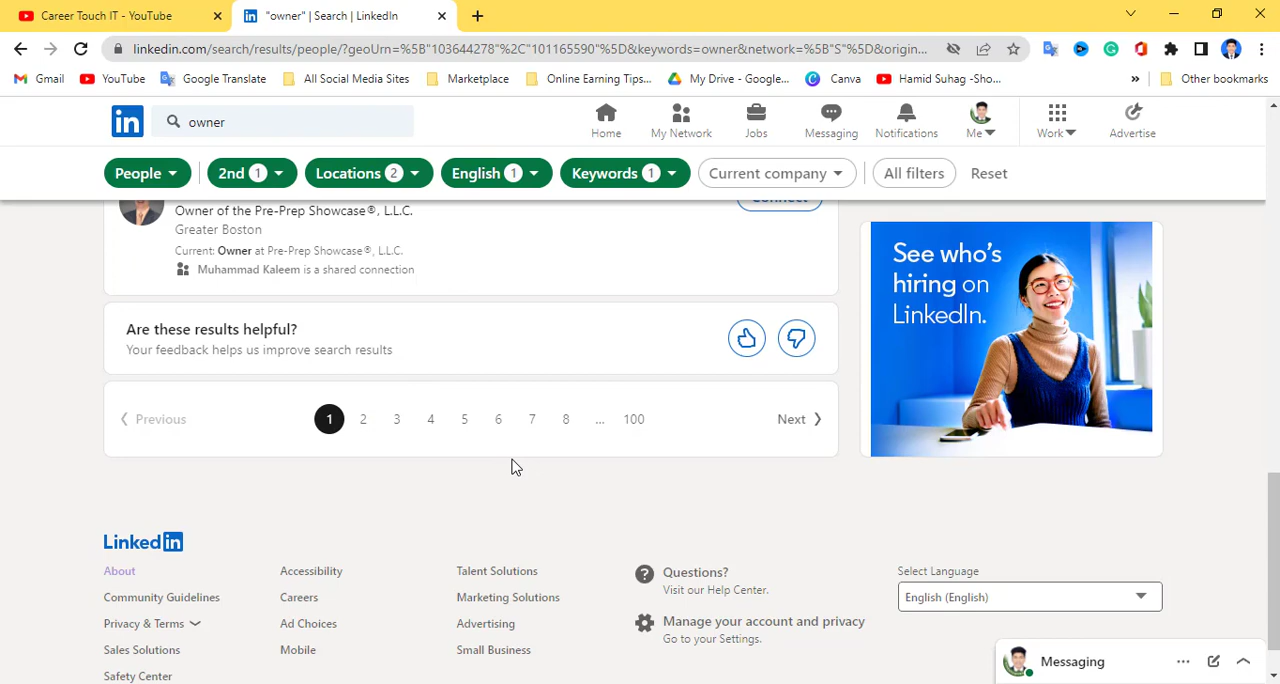 Career Touch IT - YouTube
"owner" | Search | LinkedIn
linkedin.com/search/results/people/?geoUrn=%5B"103644278"%2C"101165590"%5D&keywords=owner&network=%5B"S"%5D&origin...
Gmail
YouTube
Google Translate
All Social Media Sites
Marketplace
Online Earning Tips...
My Drive - Google...
Canva
Hamid Suhag -Sho...
»
Other bookmarks
in
owner
Home
My Network
Jobs
Messaging
Notifications
Me
Work
Advertise
People
2nd 1
Locations 2
English 1
Keywords 1
Current company
All filters
Reset
Connect
Owner of the Pre-Prep Showcase®, L.L.C.
Greater Boston
Current: Owner at Pre-Prep Showcase®, L.L.C.
Muhammad Kaleem is a shared connection
See who's
hiring on
LinkedIn.
Are these results helpful?
Your feedback helps us improve search results
Previous
1 2 3 4 5 6 7 8 ... 100
Next
LinkedIn
About
Accessibility
Talent Solutions
Questions?
Visit our Help Center.
Select Language
English (English)
Community Guidelines
Careers
Marketing Solutions
Privacy & Terms
Ad Choices
Advertising
Manage your account and privacy
Go to your Settings.
Sales Solutions
Mobile
Small Business
Safety Center
Messaging